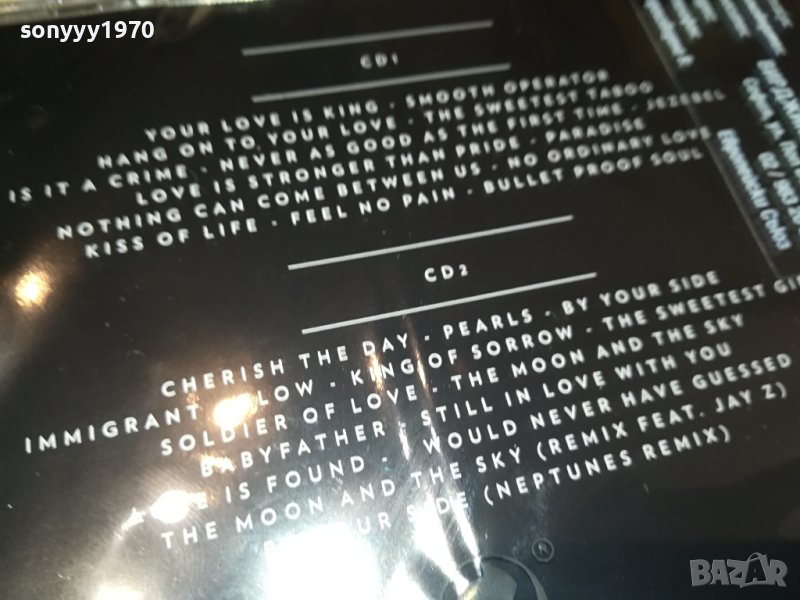 sonyyy1970
CD1
YOUR LOVE IS KING · SMOOTH OPERATOR
HANG ON TO YOUR LOVE · THE SWEETEST TABOO
IS IT A CRIME · NEVER AS GOOD AS THE FIRST TIME · JEZEBEL
LOVE IS STRONGER THAN PRIDE · PARADISE
NOTHING CAN COME BETWEEN US · NO ORDINARY LOVE
KISS OF LIFE · FEEL NO PAIN · BULLET PROOF SOUL
CD2
CHERISH THE DAY · PEARLS · BY YOUR SIDE
IMMIGRANT · KING OF SORROW · THE SWEETEST
SOLDIER OF LOVE · THE MOON AND THE SKY
BABYFATHER · STILL IN LOVE WITH YOU
IS FOUND · WOULD NEVER HAVE GUESSED
THE MOON AND THE SKY (REMIX FEAT. JAY Z)
SIDE (NEPTUNES REMIX)
®
BAZAR